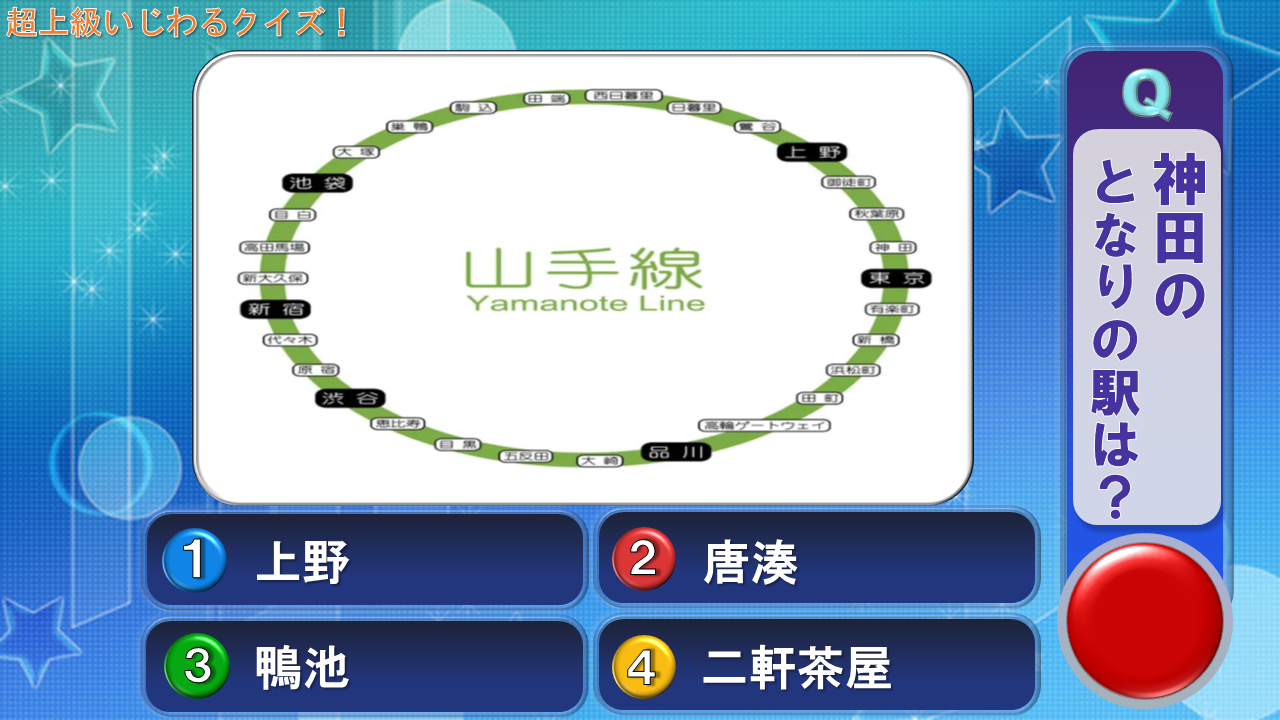 超上級いじわるクイズ！
Q
神田の
となりの駅は？
田端
西日暮里
日暮里
鶯谷
上野
御徒町
秋葉原
神田
東京
有楽町
新橋
浜松町
田町
高輪ゲートウェイ
品川
大崎
五反田
目黒
恵比寿
渋谷
原宿
代々木
新宿
新大久保
高田馬場
目白
池袋
大塚
巣鴨
駒込
山手線
Yamanote Line
1 上野
2 唐湊
3 鴨池
4 二軒茶屋